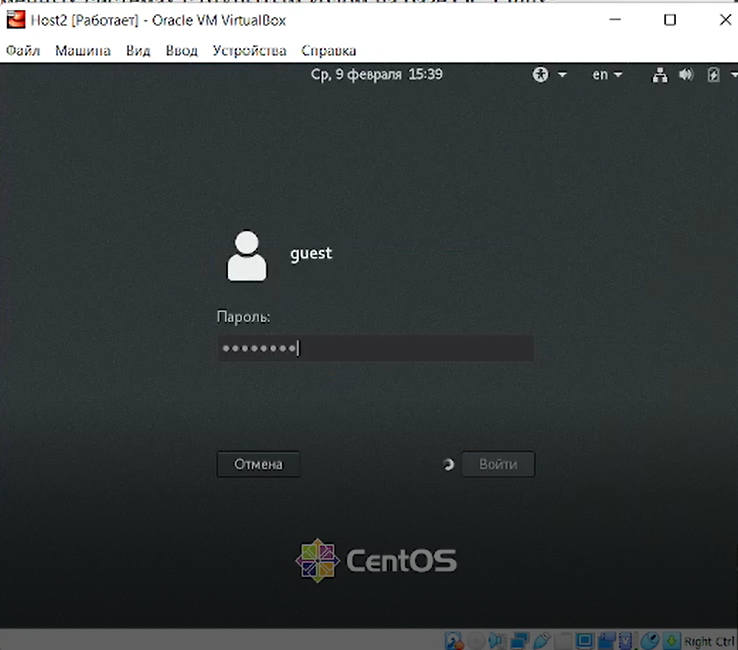 Host2 [Работает] - Oracle VM VirtualBox
Файл Машина Вид Ввод Устройства Справка
Ср, 9 февраля 15:39
en
guest
Пароль:
Отмена
Войти
CentOS
Right Ctrl